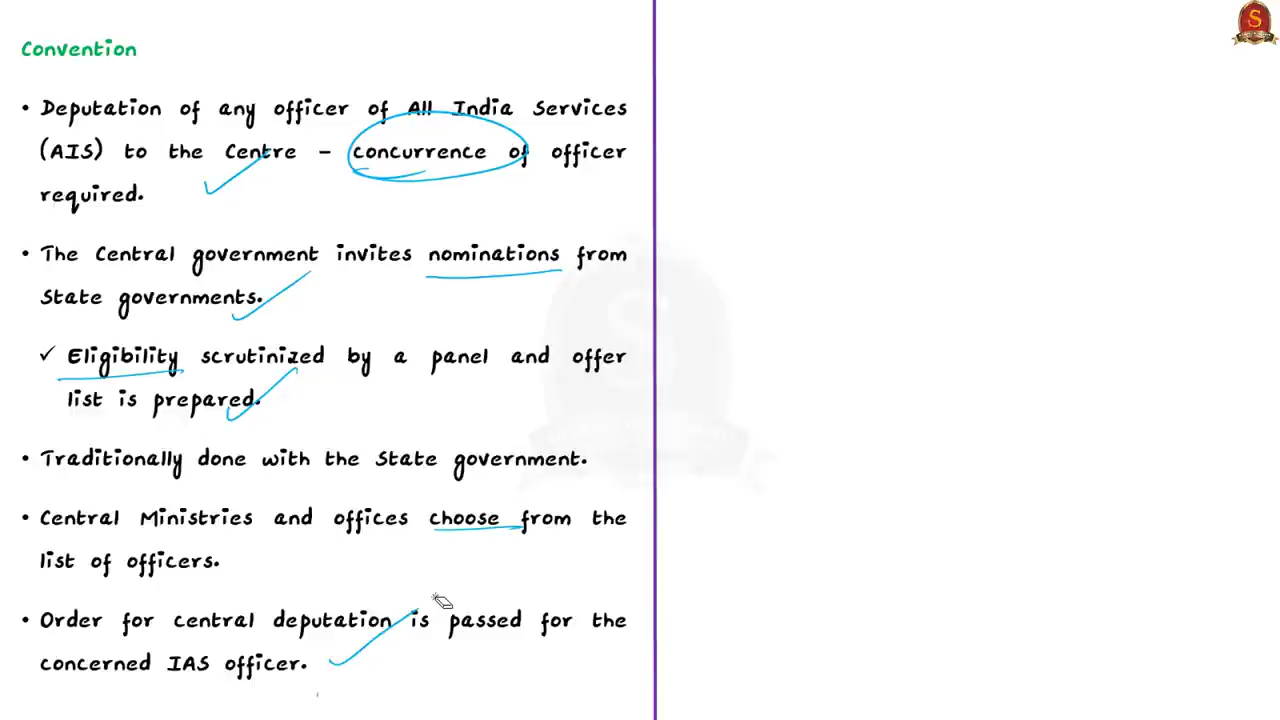 Convention
• Deputation of any officer of All India Services
(AIS) to the Centre – concurrence of officer
required.
• The Central government invites nominations from
State governments.
✓ Eligibility scrutinized by a panel and offer
list is prepared.
• Traditionally done with the State government.
• Central Ministries and offices choose from the
list of officers.
• Order for central deputation is passed for the
concerned IAS officer.
S